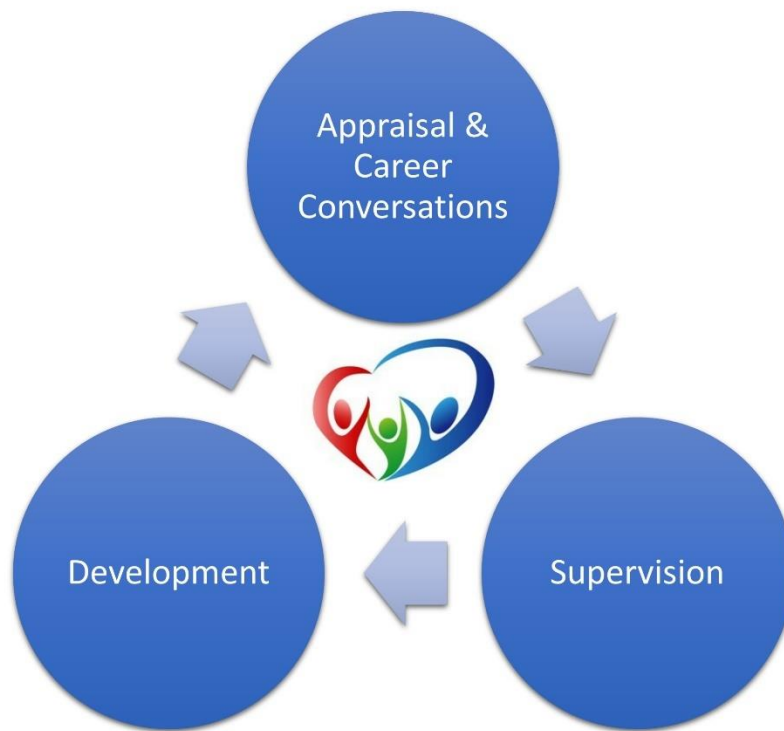 Appraisal &
Career
Conversations
Development
Supervision